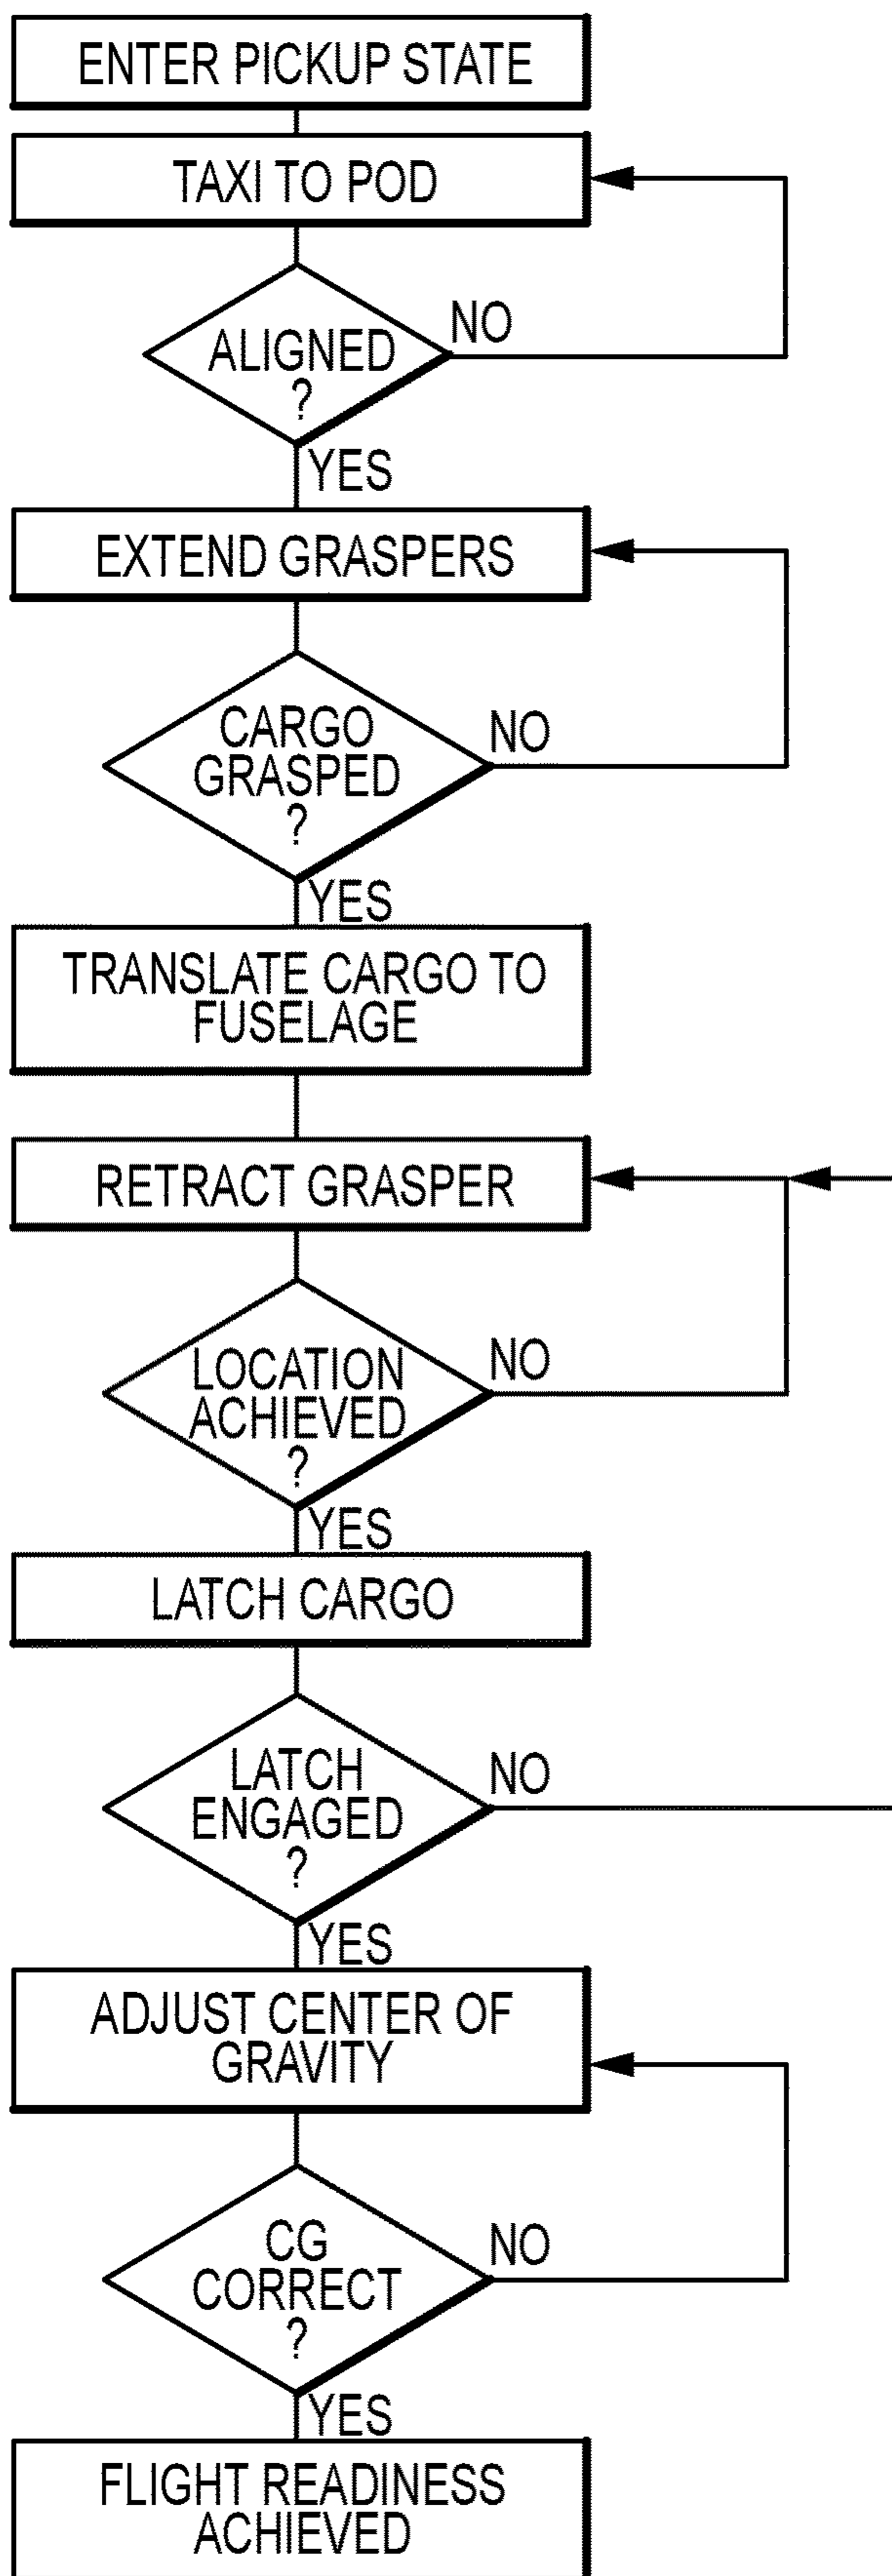 ENTER PICKUP STATE
TAXI TO POD
ALIGNED
?
NO
YES
EXTEND GRASPERS
CARGO
GRASPED
?
NO
YES
TRANSLATE CARGO TO
FUSELAGE
RETRACT GRASPER
LOCATION
ACHIEVED
?
NO
YES
LATCH CARGO
LATCH
ENGAGED
?
NO
YES
ADJUST CENTER OF
GRAVITY
CG
CORRECT
?
NO
YES
FLIGHT READINESS
ACHIEVED